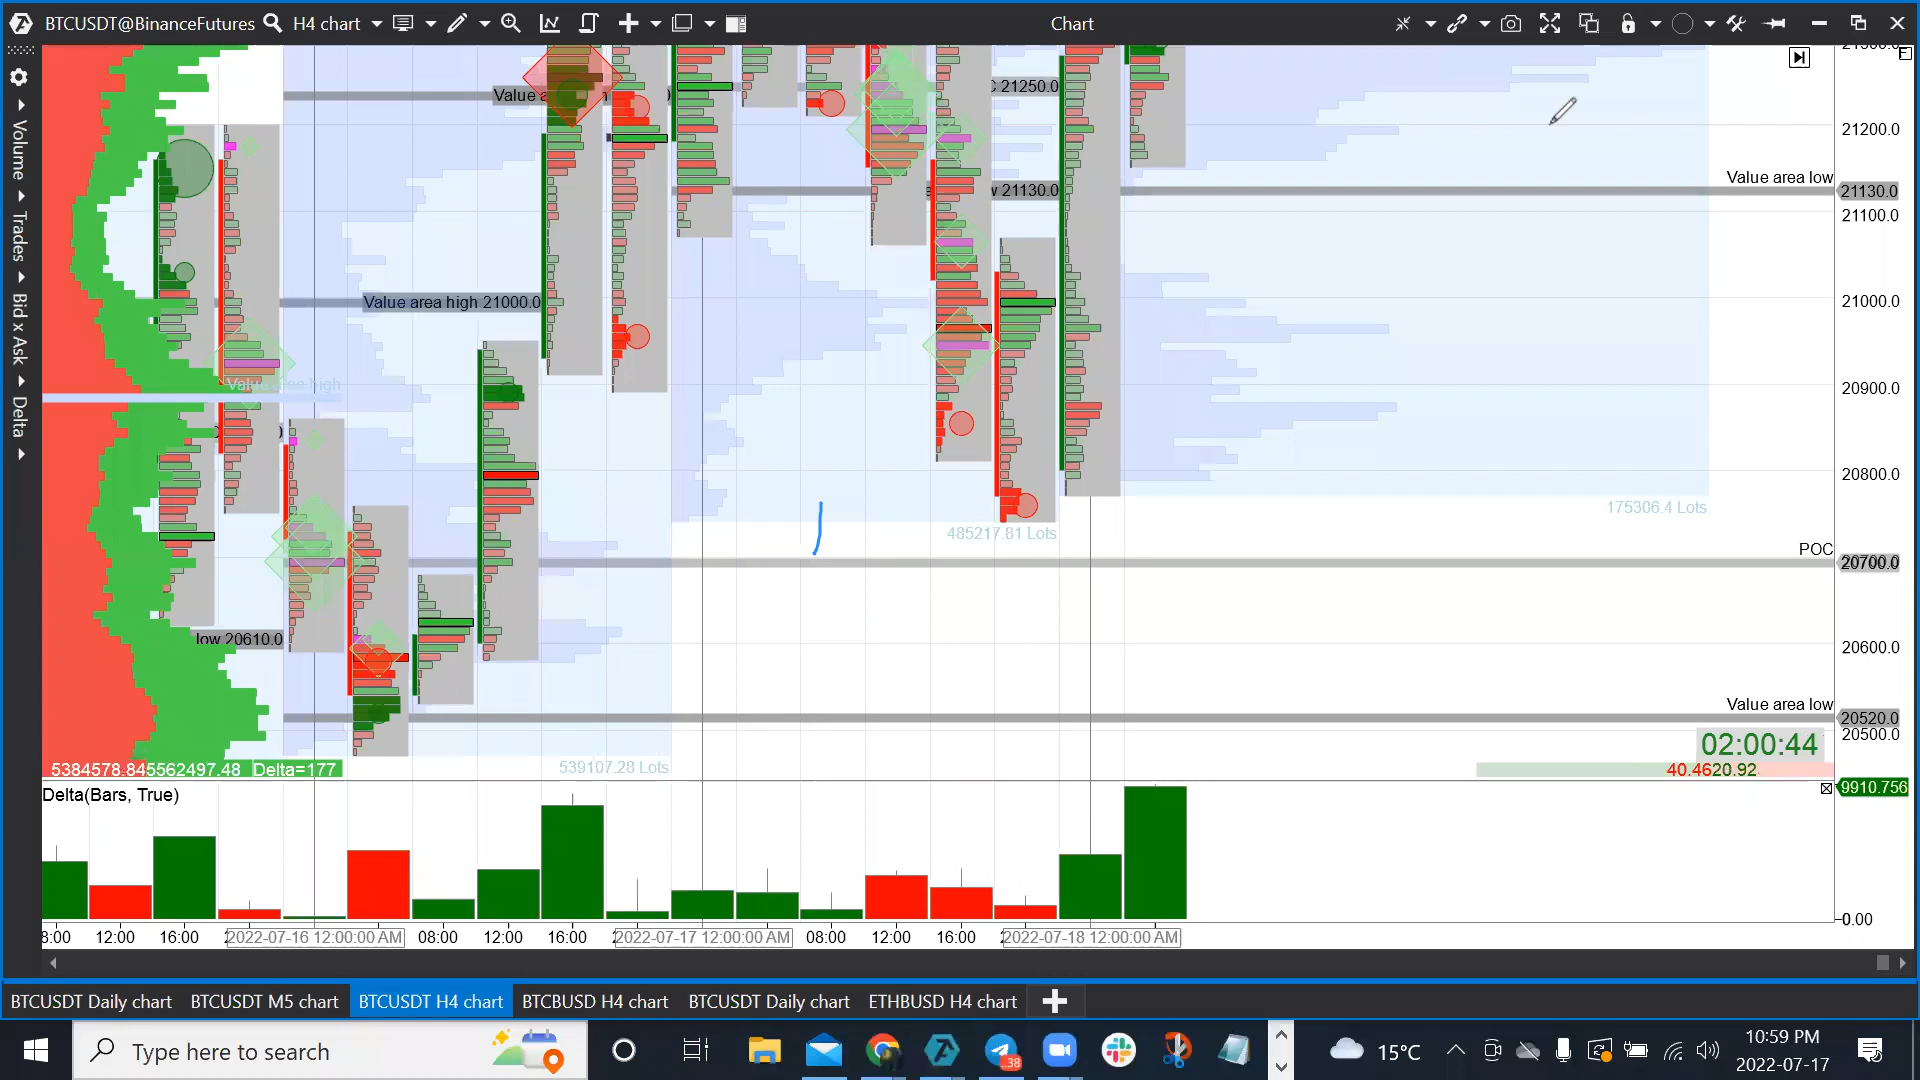 BTCUSDT@BinanceFutures H4 chart Chart
Volume
Trades
Bid x Ask
Delta
Value a
C 21250.0
21200.0
Value area low
w 21130.0
21130.0
21100.0
Value area high 21000.0
21000.0
Value area high
20900.0
20800.0
175306.4 Lots
485217.81 Lots
POC
20700.0
low 20610.0
20600.0
Value area low
20520.0
20500.0
02:00:44
539107.28 Lots
5384578.845562497.48 Delta=177
40.4620.92
Delta(Bars, True)
9910.756
0.00
8:00 12:00 16:00 2022-07-16 12:00:00 AM 08:00 12:00 16:00 2022-07-17 12:00:00 AM 08:00 12:00 16:00 2022-07-18 12:00:00 AM
BTCUSDT Daily chart BTCUSDT M5 chart BTCUSDT H4 chart BTCBUSD H4 chart BTCUSDT Daily chart ETHBUSD H4 chart
Type here to search
38
15°C
10:59 PM
2022-07-17